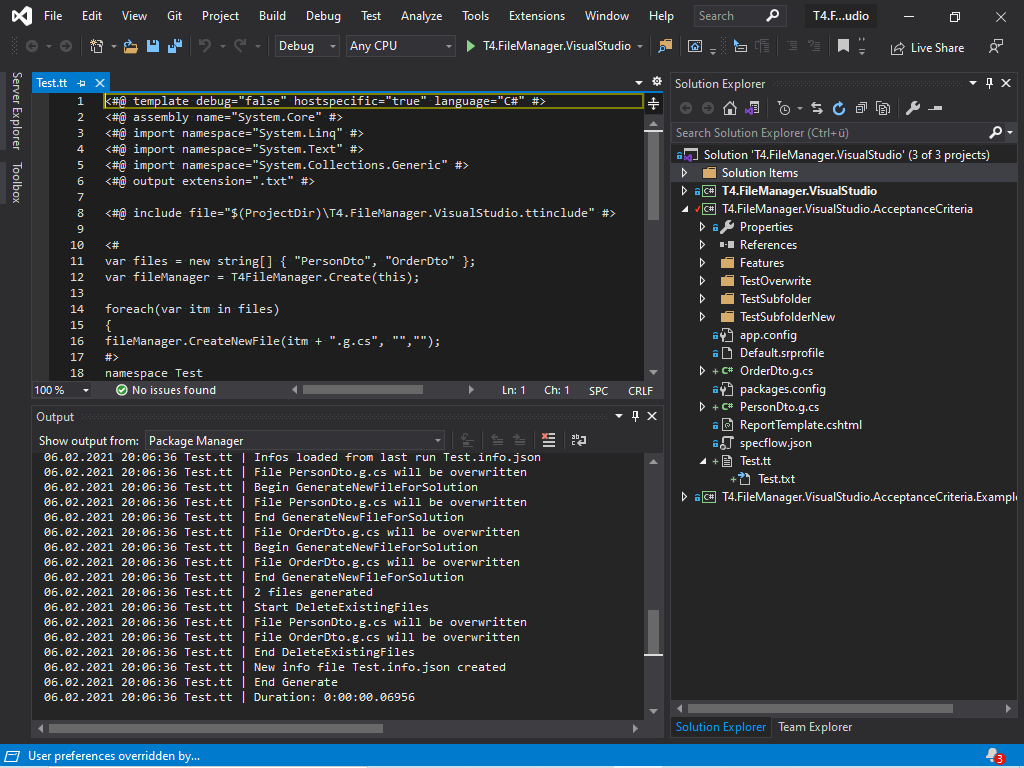 File Edit View Git Project Build Debug Test Analyze Tools Extensions Window Help Search T4.F...udio
Debug Any CPU T4.FileManager.VisualStudio Live Share
Server Explorer
Toolbox
Test.tt
1 <#@ template debug="false" hostspecific="true" language="C#" #>
2 <#@ assembly name="System.Core" #>
3 <#@ import namespace="System.Linq" #>
4 <#@ import namespace="System.Text" #>
5 <#@ import namespace="System.Collections.Generic" #>
6 <#@ output extension=".txt" #>
7
8 <#@ include file="$(ProjectDir)\T4.FileManager.VisualStudio.ttinclude" #>
9
10 <#
11 var files = new string[] { "PersonDto", "OrderDto" };
12 var fileManager = T4FileManager.Create(this);
13
14 foreach(var itm in files)
15 {
16 fileManager.CreateNewFile(itm + ".g.cs", "","");
17 #>
18 namespace Test
100 % No issues found Ln: 1 Ch: 1 SPC CRLF
Output
Show output from: Package Manager
06.02.2021 20:06:36 Test.tt | Infos loaded from last run Test.info.json
06.02.2021 20:06:36 Test.tt | File PersonDto.g.cs will be overwritten
06.02.2021 20:06:36 Test.tt | Begin GenerateNewFileForSolution
06.02.2021 20:06:36 Test.tt | File PersonDto.g.cs will be overwritten
06.02.2021 20:06:36 Test.tt | End GenerateNewFileForSolution
06.02.2021 20:06:36 Test.tt | File OrderDto.g.cs will be overwritten
06.02.2021 20:06:36 Test.tt | Begin GenerateNewFileForSolution
06.02.2021 20:06:36 Test.tt | File OrderDto.g.cs will be overwritten
06.02.2021 20:06:36 Test.tt | End GenerateNewFileForSolution
06.02.2021 20:06:36 Test.tt | 2 files generated
06.02.2021 20:06:36 Test.tt | Start DeleteExistingFiles
06.02.2021 20:06:36 Test.tt | File PersonDto.g.cs will be overwritten
06.02.2021 20:06:36 Test.tt | File OrderDto.g.cs will be overwritten
06.02.2021 20:06:36 Test.tt | End DeleteExistingFiles
06.02.2021 20:06:36 Test.tt | New info file Test.info.json created
06.02.2021 20:06:36 Test.tt | End Generate
06.02.2021 20:06:36 Test.tt | Duration: 0:00:00.06956
Solution Explorer
Search Solution Explorer (Ctrl+ü)
Solution 'T4.FileManager.VisualStudio' (3 of 3 projects)
Solution Items
C# T4.FileManager.VisualStudio
C# T4.FileManager.VisualStudio.AcceptanceCriteria
Properties
References
Features
TestOverwrite
TestSubfolder
TestSubfolderNew
app.config
Default.srprofile
C# OrderDto.g.cs
packages.config
C# PersonDto.g.cs
ReportTemplate.cshtml
specflow.json
Test.tt
Test.txt
C# T4.FileManager.VisualStudio.AcceptanceCriteria.Example
Solution Explorer Team Explorer
User preferences overridden by... 3